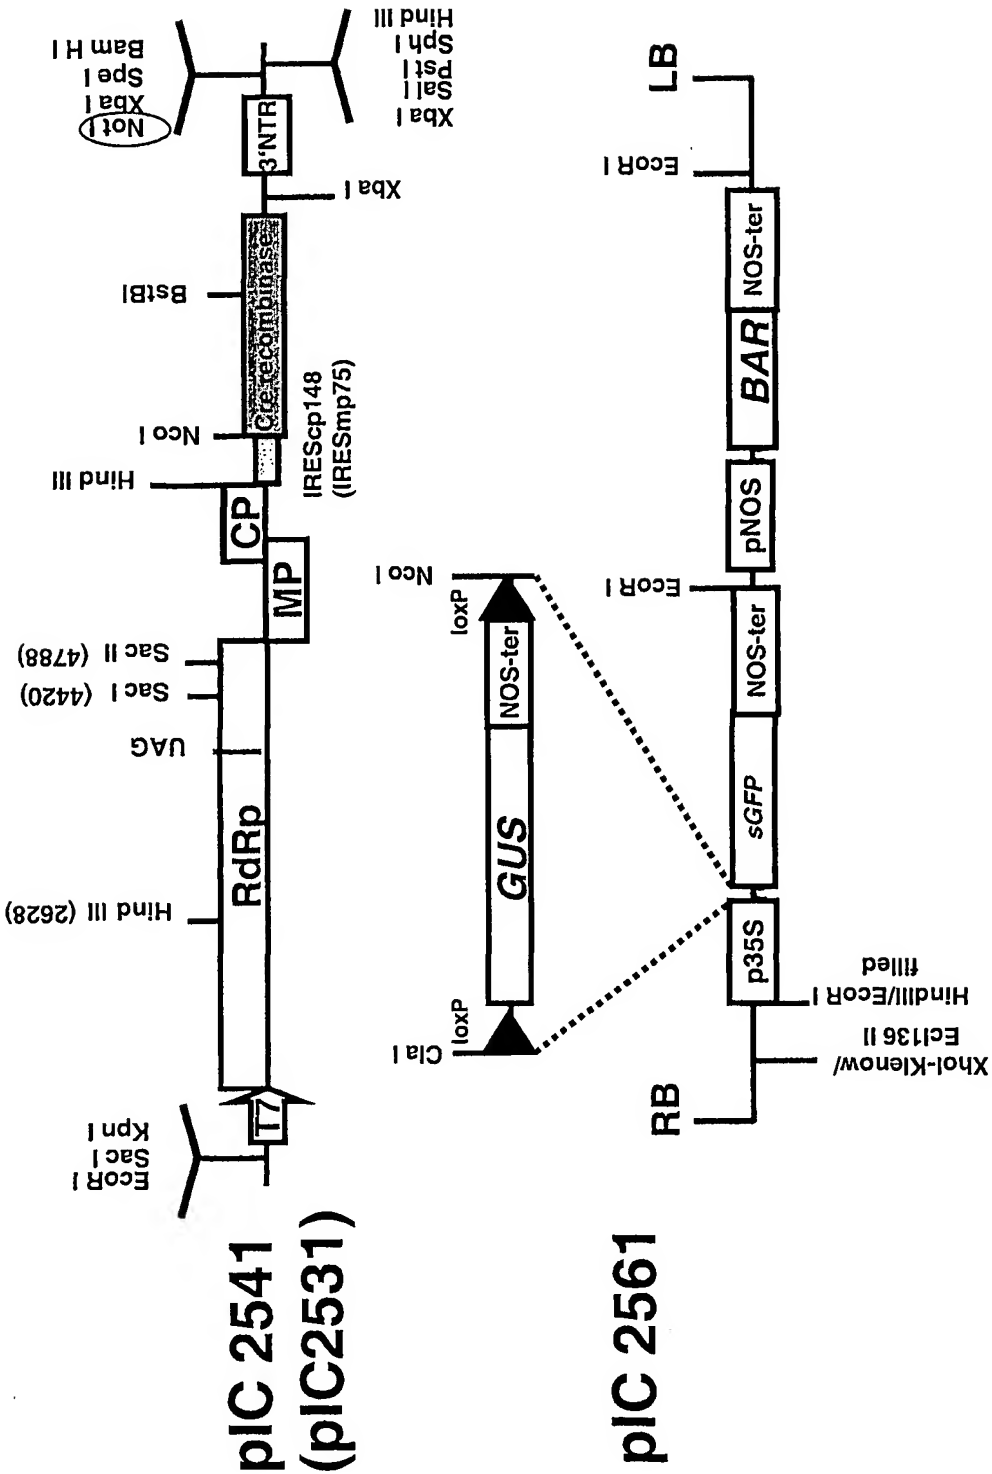 pIC 2541
(pIC2531)
EcoR I
Sac I
Kpn I
T7
RdRp
Hind III (2628)
UAG
Sac I (4420)
Sac II (4788)
MP
CP
Hind III
IREScp148
(IRESmp75)
Nco I
Cre recombinase
BstBI
Xba I
3'NTR
Not I
Xba I
Spe I
Bam H I
Xba I
Sal I
Pst I
Sph I
Hind III
Cla I
loxP
GUS
NOS-ter
loxP
Nco I
pIC 2561
RB
XhoI-Klenow/
Ecl136 II
HindIII/EcoR I
filled
p35S
sGFP
NOS-ter
EcoR I
pNOS
BAR
NOS-ter
EcoR I
LB